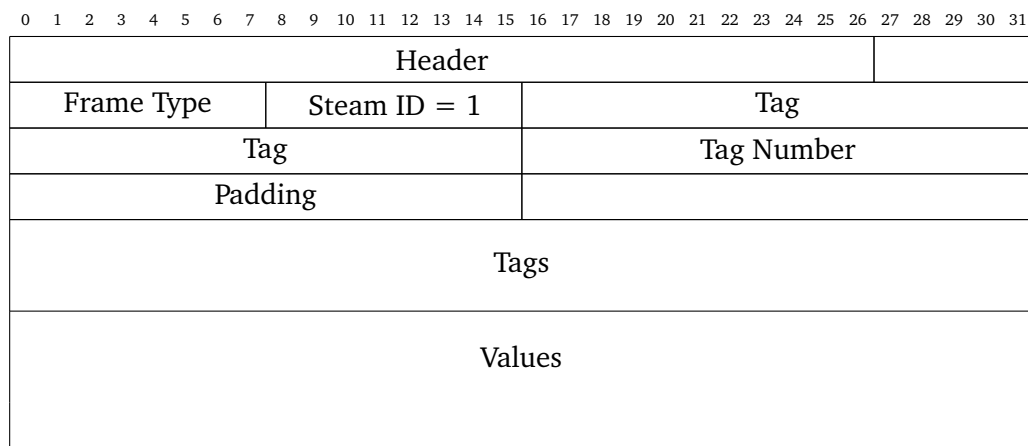 0 1 2 3 4 5 6 7 8 9 10 11 12 13 14 15 16 17 18 19 20 21 22 23 24 25 26 27 28 29 30 31
Header
Frame Type Steam ID = 1 Tag
Tag Tag Number
Padding
Tags
Values